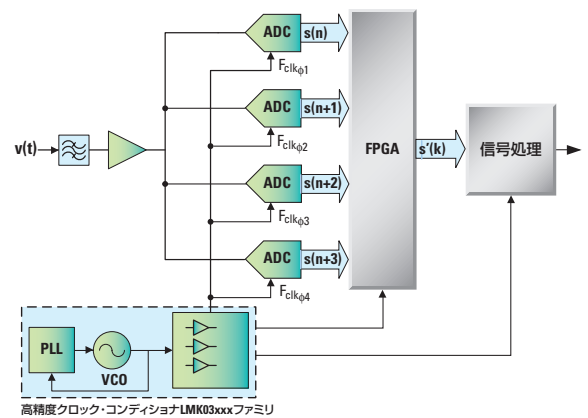 ADC s(n)
Fclkϕ1
ADC s(n+1)
Fclkϕ2
v(t)
FPGA
s'(k)
信号処理
ADC s(n+2)
Fclkϕ3
ADC s(n+3)
Fclkϕ4
PLL
VCO
高精度クロック・コンディショナLMK03xxxファミリ